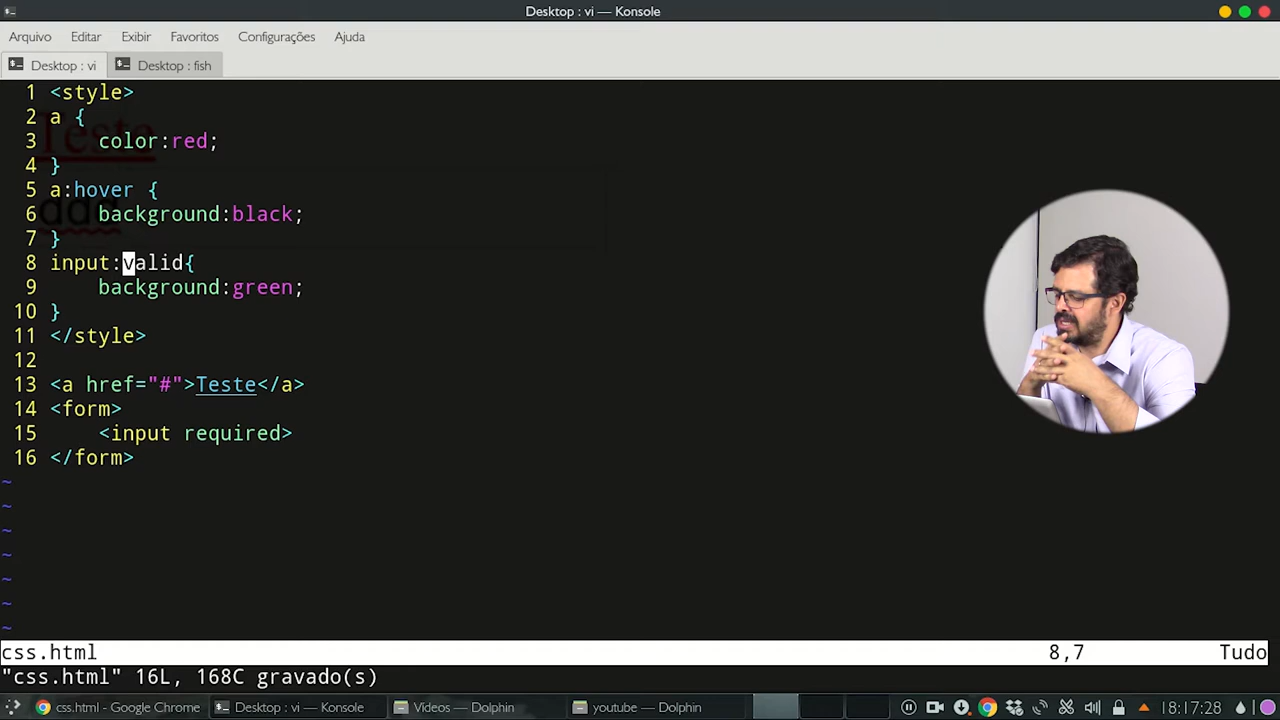 Desktop : vi — Konsole
Arquivo Editar Exibir Favoritos Configurações Ajuda
Desktop : vi Desktop : fish
1 <style>
2 a {
3     color:red;
4 }
5 a:hover {
6     background:black;
7 }
8 input:valid{
9     background:green;
10 }
11 </style>
12
13 <a href="#">Teste</a>
14 <form>
15     <input required>
16 </form>
~
~
~
~
~
~
~
css.html 8,7 Tudo
"css.html" 16L, 168C gravado(s)
css.html - Google Chrome Desktop : vi — Konsole Vídeos — Dolphin youtube — Dolphin 18:17:28